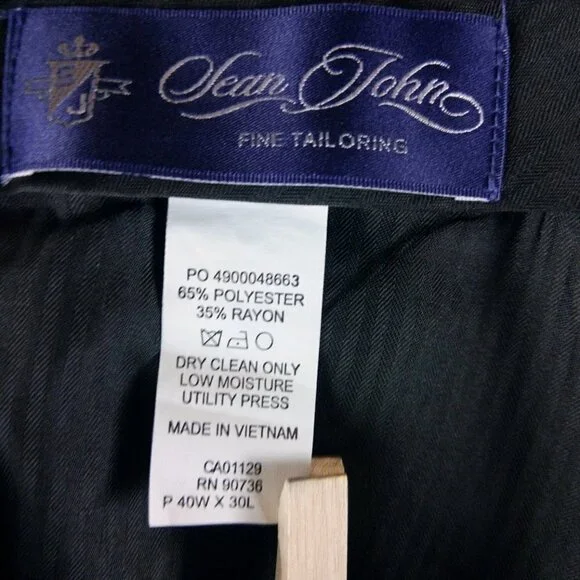 SJ
Sean John
FINE TAILORING
PO 4900048663
65% POLYESTER
35% RAYON
DRY CLEAN ONLY
LOW MOISTURE
UTILITY PRESS
MADE IN VIETNAM
CA01129
RN 90736
P 40W X 30L